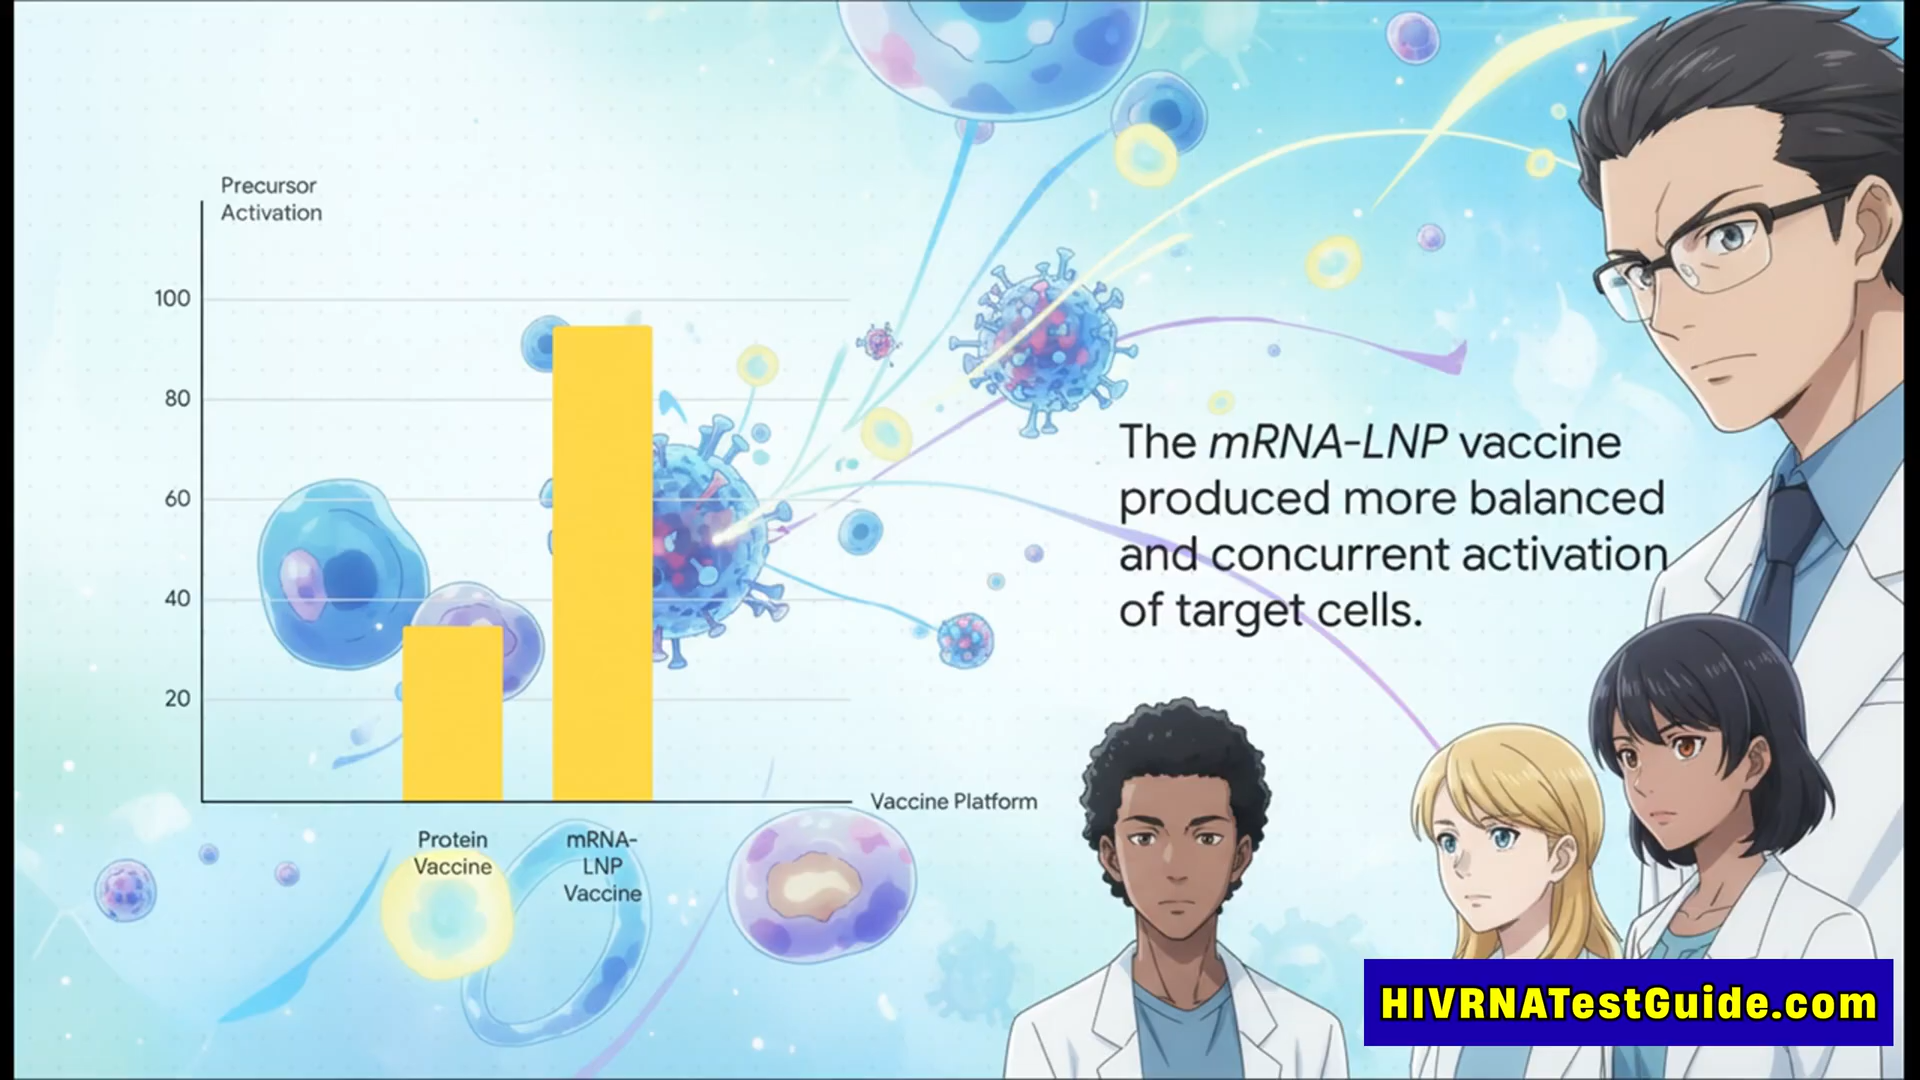 Precursor
Activation
100
80
60
40
20
Vaccine Platform
Protein
Vaccine
mRNA-
LNP
Vaccine
The mRNA-LNP vaccine
produced more balanced
and concurrent activation
of target cells.
HIVRNATestGuide.com